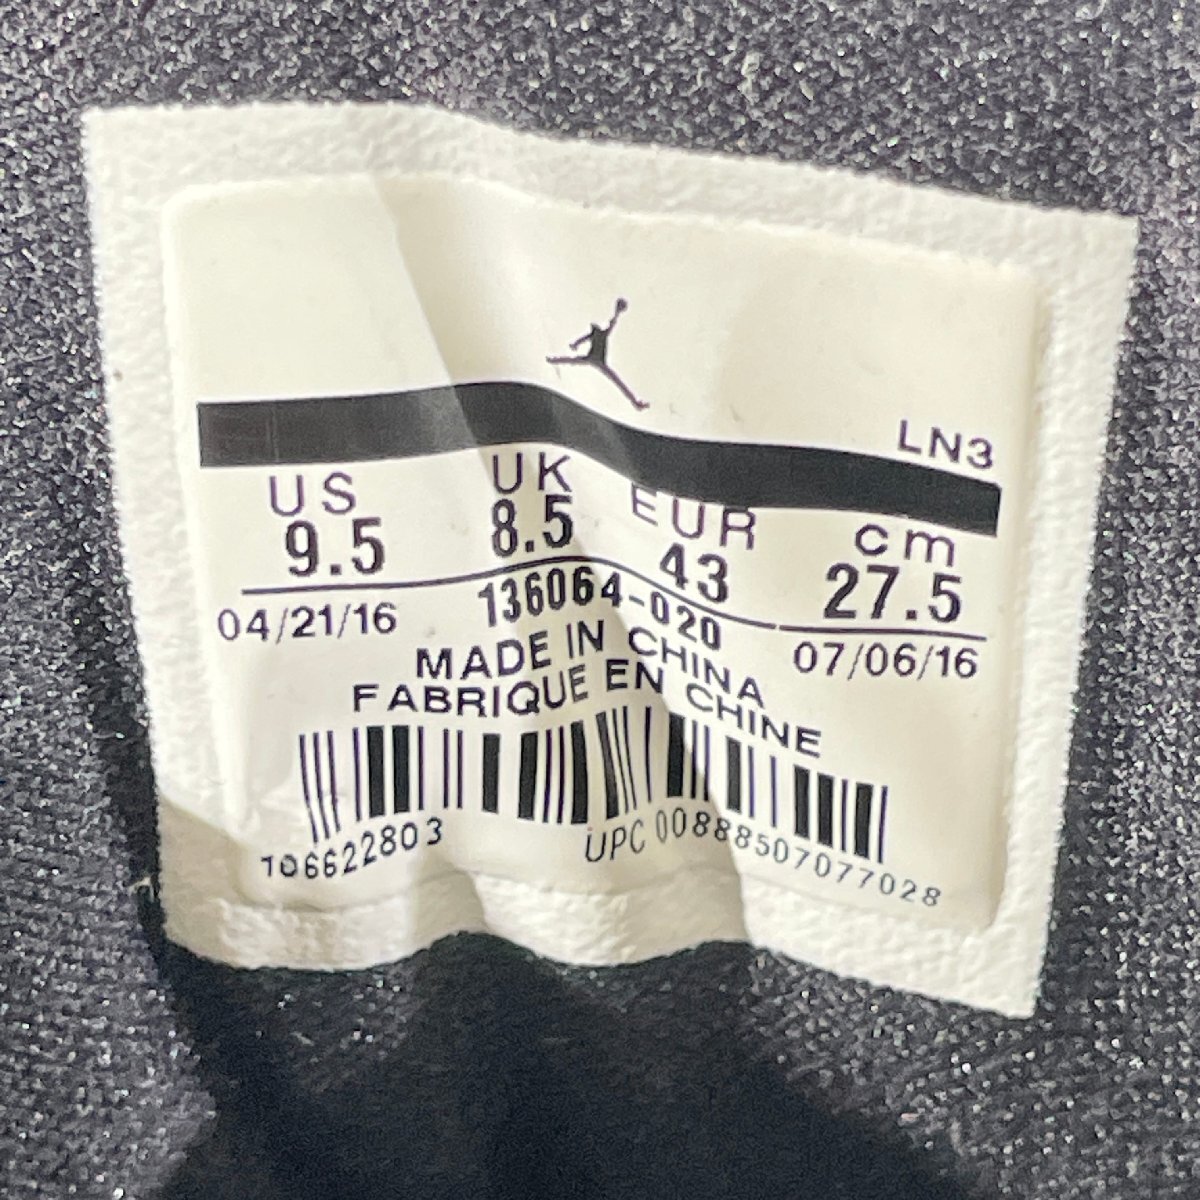 LN3
US UK EUR cm
9.5 8.5 43 27.5
04/21/16 136064-020 07/06/16
MADE IN CHINA
FABRIQUE EN CHINE
106622803 UPC 00888507077028